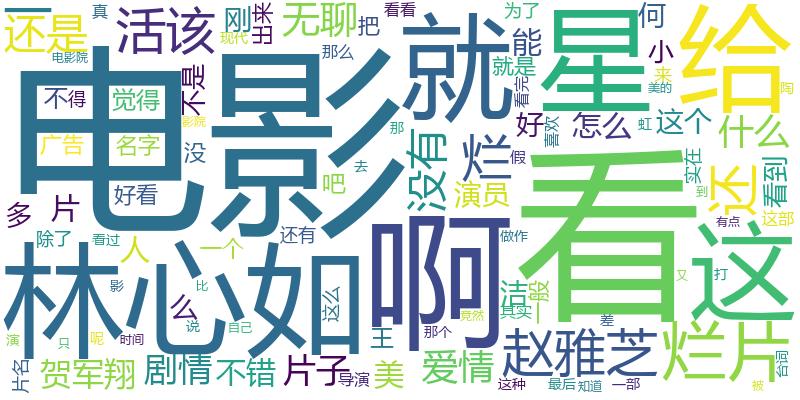 还是
活该
刚
出来
无聊
把
看看
为了
何
真
现代
电影院
那么
能
小
就
星
给
电影
不是
就是
看完
来
美的
陶
不得
觉得
影院
没有
烂
好
喜欢
怎么
虹
这个
什么
广告
名字
没
那
假
实在
还
看到
好看
吧
去
演员
看
到
多
片
有点
这部
除了
看过
人
一个
还有
啊
做作
这
林心如
么
影
比
说
自己
这么
洁
其实
一般
又
打
演
只
呢
时间
王
那个
竟然
差
赵雅芝
烂片
台词
片名
贺军翔
剧情
不错
片子
导演
美
爱情
这种
最后
知道
一部
被